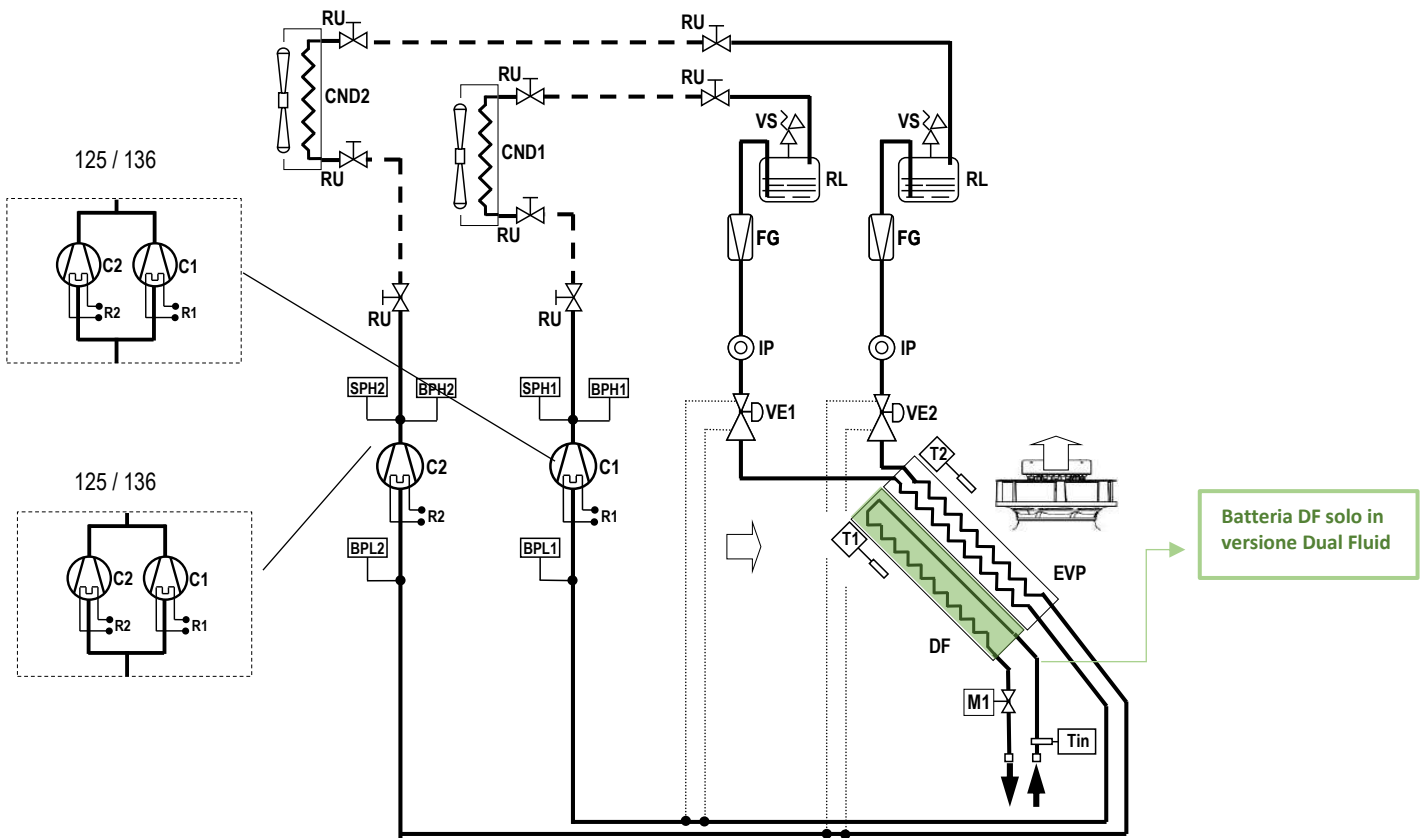 RU
RU
CND2
RU
RU
RU
CND1
VS
VS
125 / 136
RU
RL
RL
RU
C2
C1
FG
FG
R2
R1
RU
RU
IP
IP
SPH2
BPH2
SPH1
BPH1
VE1
VE2
C2
C1
T2
125 / 136
R2
R1
Batteria DF solo in
versione Dual Fluid
BPL2
BPL1
T1
EVP
C2
C1
R2
R1
DF
M1
Tin